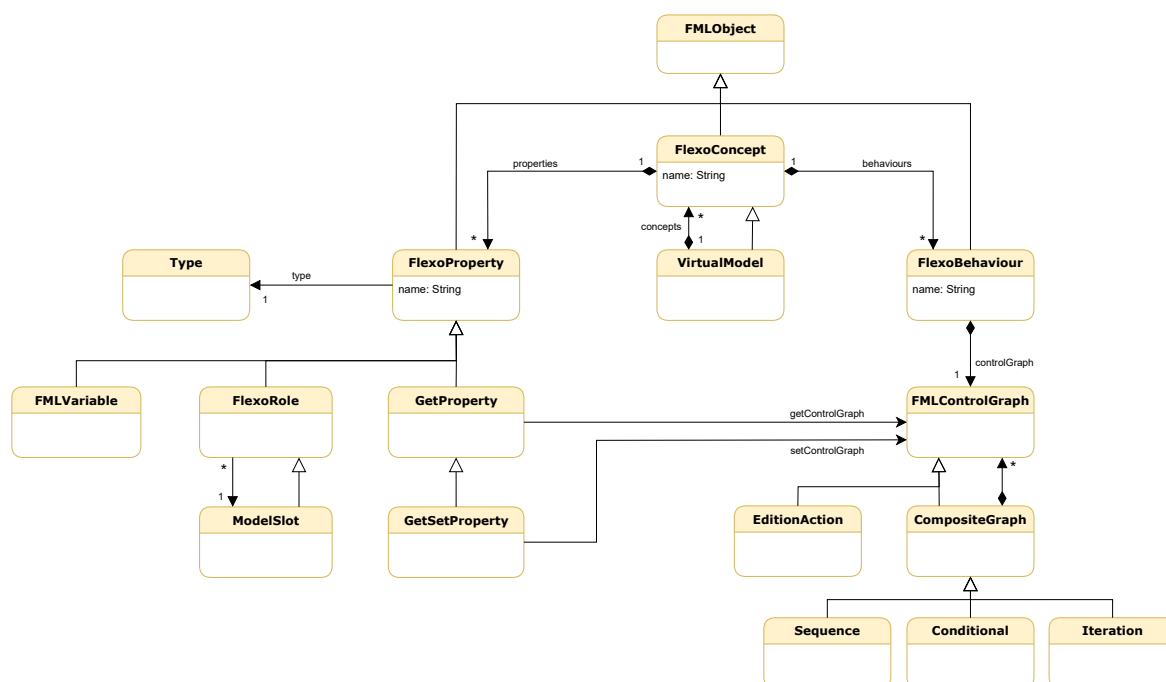 FMLObject
FlexoConcept
name: String
properties
1
1
behaviours
*
concepts
*
1
*
Type
FlexoProperty
name: String
VirtualModel
FlexoBehaviour
name: String
type
1
controlGraph
1
FMLVariable
FlexoRole
GetProperty
FMLControlGraph
getControlGraph
setControlGraph
*
1
*
ModelSlot
GetSetProperty
EditionAction
CompositeGraph
Sequence
Conditional
Iteration